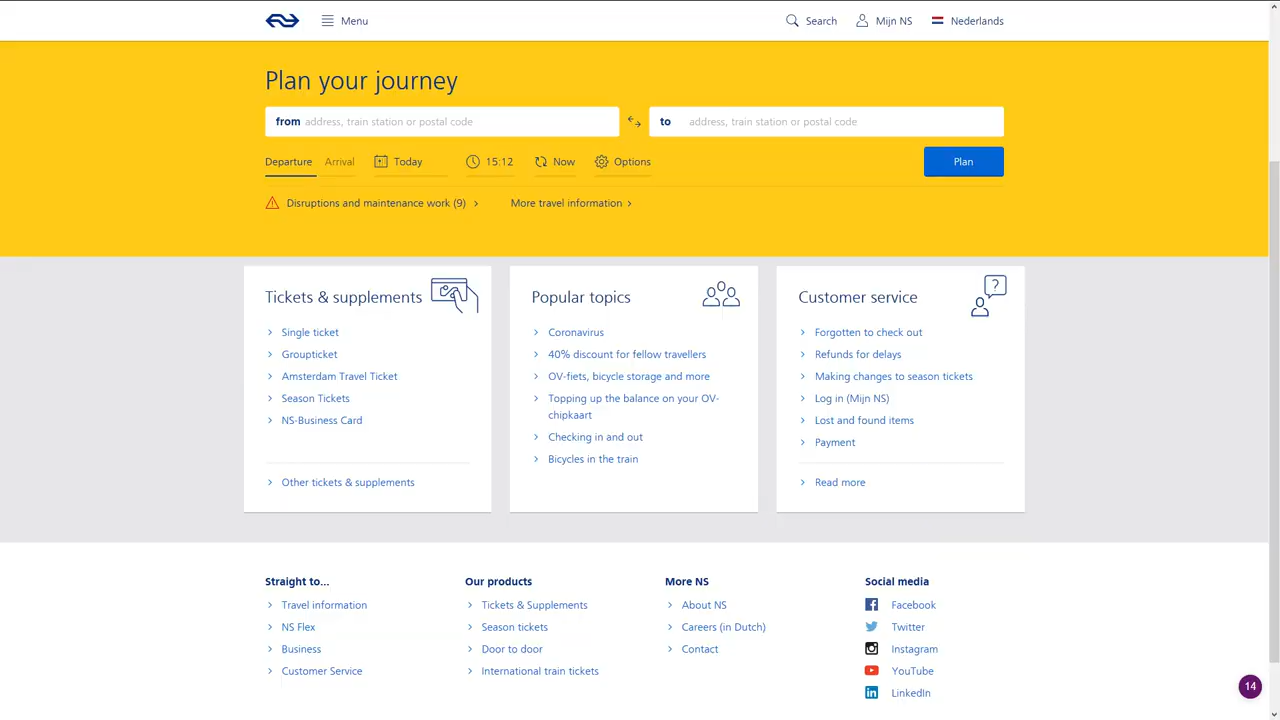 Menu
Search
Mijn NS
Nederlands
Plan your journey
from address, train station or postal code
to address, train station or postal code
Departure
Arrival
Today
15:12
Now
Options
Plan
Disruptions and maintenance work (9)
More travel information
Tickets & supplements
Single ticket
Groupticket
Amsterdam Travel Ticket
Season Tickets
NS-Business Card
Other tickets & supplements
Popular topics
Coronavirus
40% discount for fellow travellers
OV-fiets, bicycle storage and more
Topping up the balance on your OV-
chipkaart
Checking in and out
Bicycles in the train
Customer service
?
Forgotten to check out
Refunds for delays
Making changes to season tickets
Log in (Mijn NS)
Lost and found items
Payment
Read more
Straight to...
Travel information
NS Flex
Business
Customer Service
Our products
Tickets & Supplements
Season tickets
Door to door
International train tickets
More NS
About NS
Careers (in Dutch)
Contact
Social media
Facebook
Twitter
Instagram
YouTube
LinkedIn
14